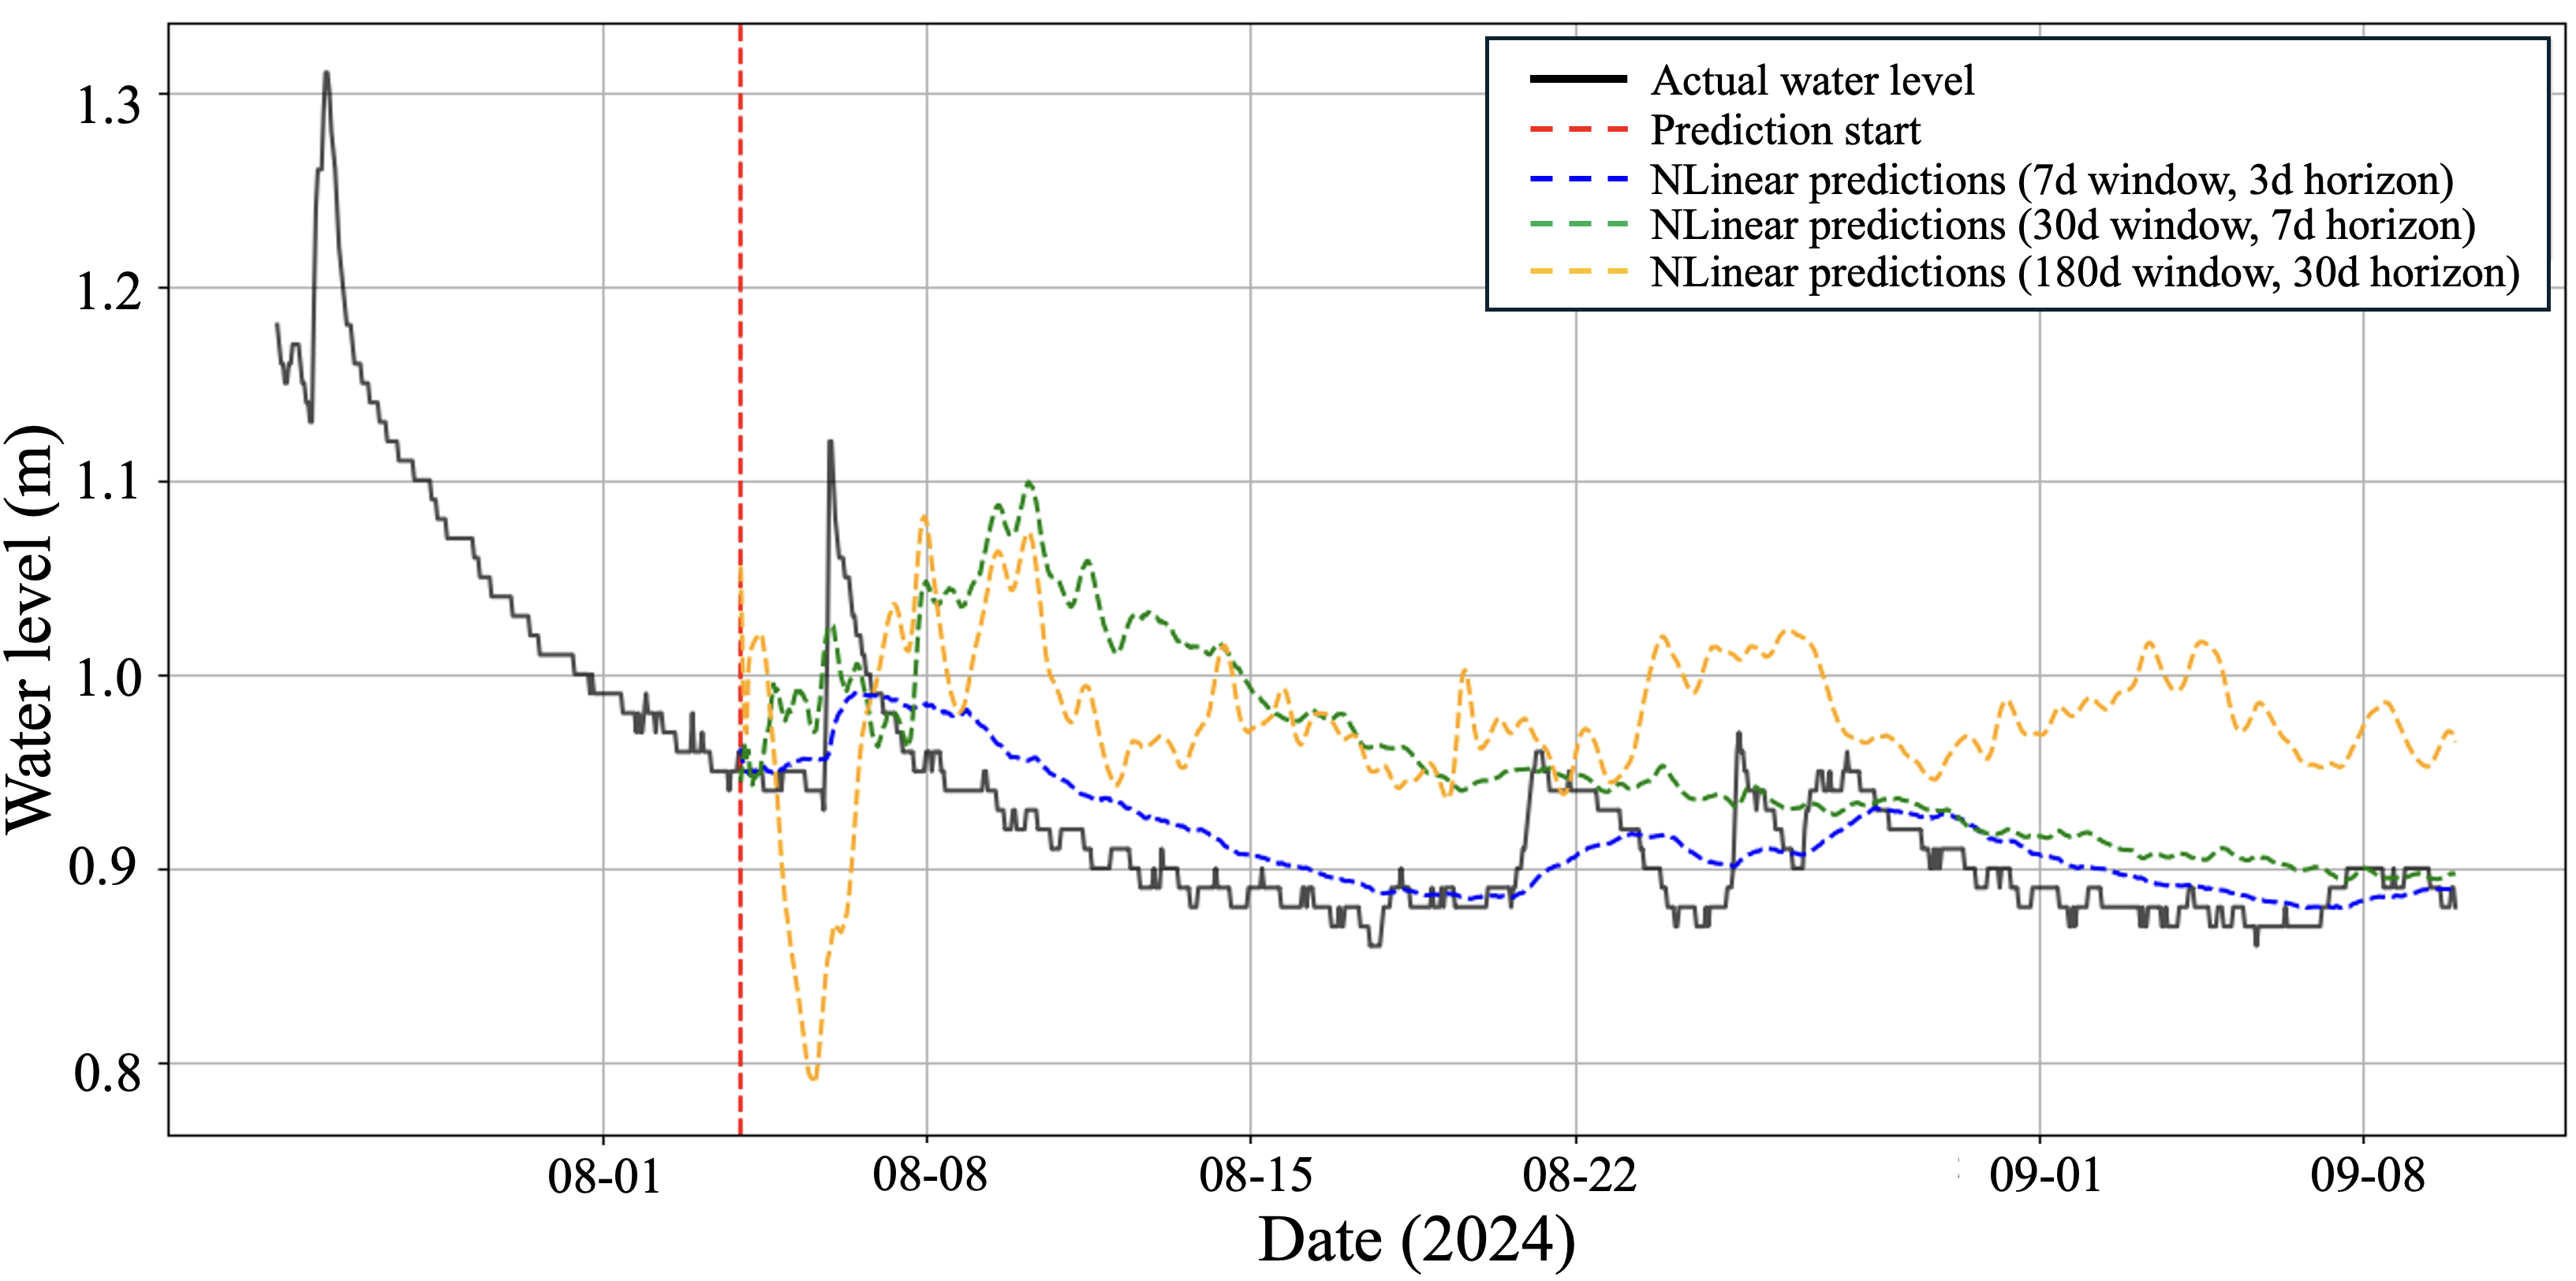 Actual water level
Prediction start
NLinear predictions (7d window, 3d horizon)
NLinear predictions (30d window, 7d horizon)
NLinear predictions (180d window, 30d horizon)
Water level (m)
1.3
1.2
1.1
1.0
0.9
0.8
08-01 08-08 08-15 08-22 09-01 09-08
Date (2024)